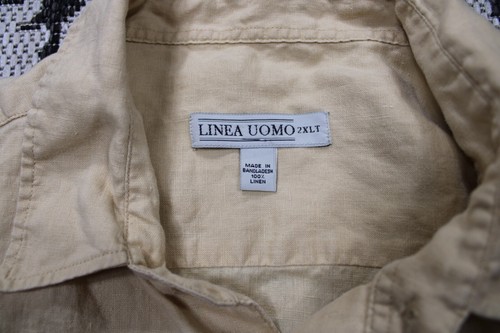 LINEA UOMO 2XLT
MADE IN
BANGLADESH
100%
LINEN